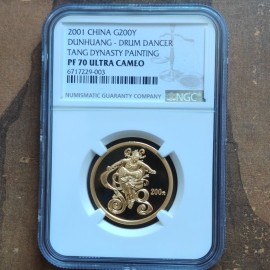 2001 CHINA G200Y
DUNHUANG - DRUM DANCER
TANG DYNASTY PAINTING
PF 70 ULTRA CAMEO
6717229-003
NGC
NUMISMATIC GUARANTY COMPANY
200元